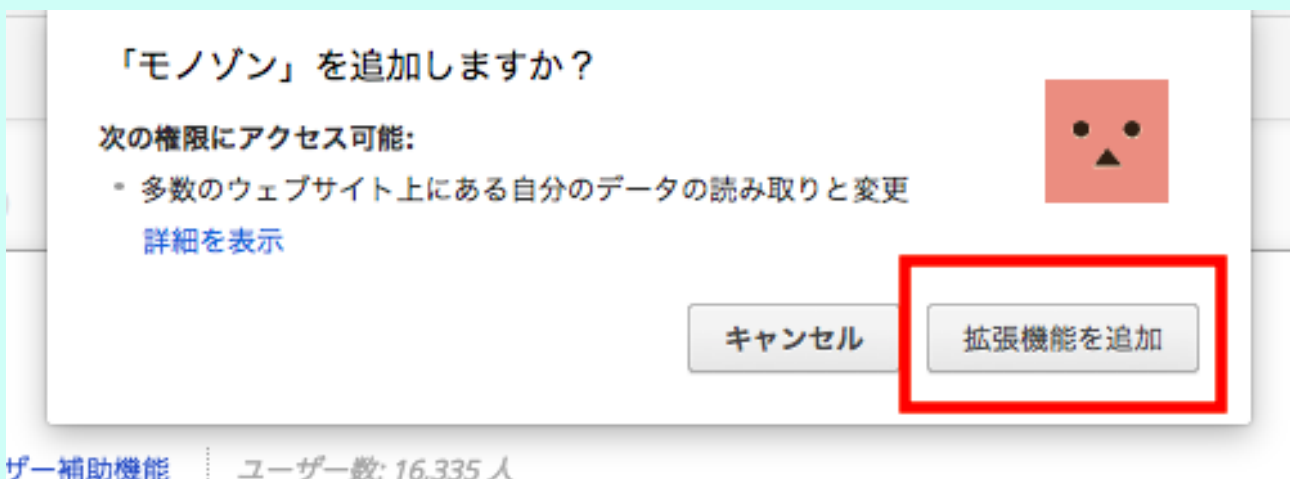 「モノゾン」を追加しますか？
次の権限にアクセス可能:
• 多数のウェブサイト上にある自分のデータの読み取りと変更
詳細を表示
キャンセル 拡張機能を追加
ザー補助機能 ユーザー数: 16,335 人